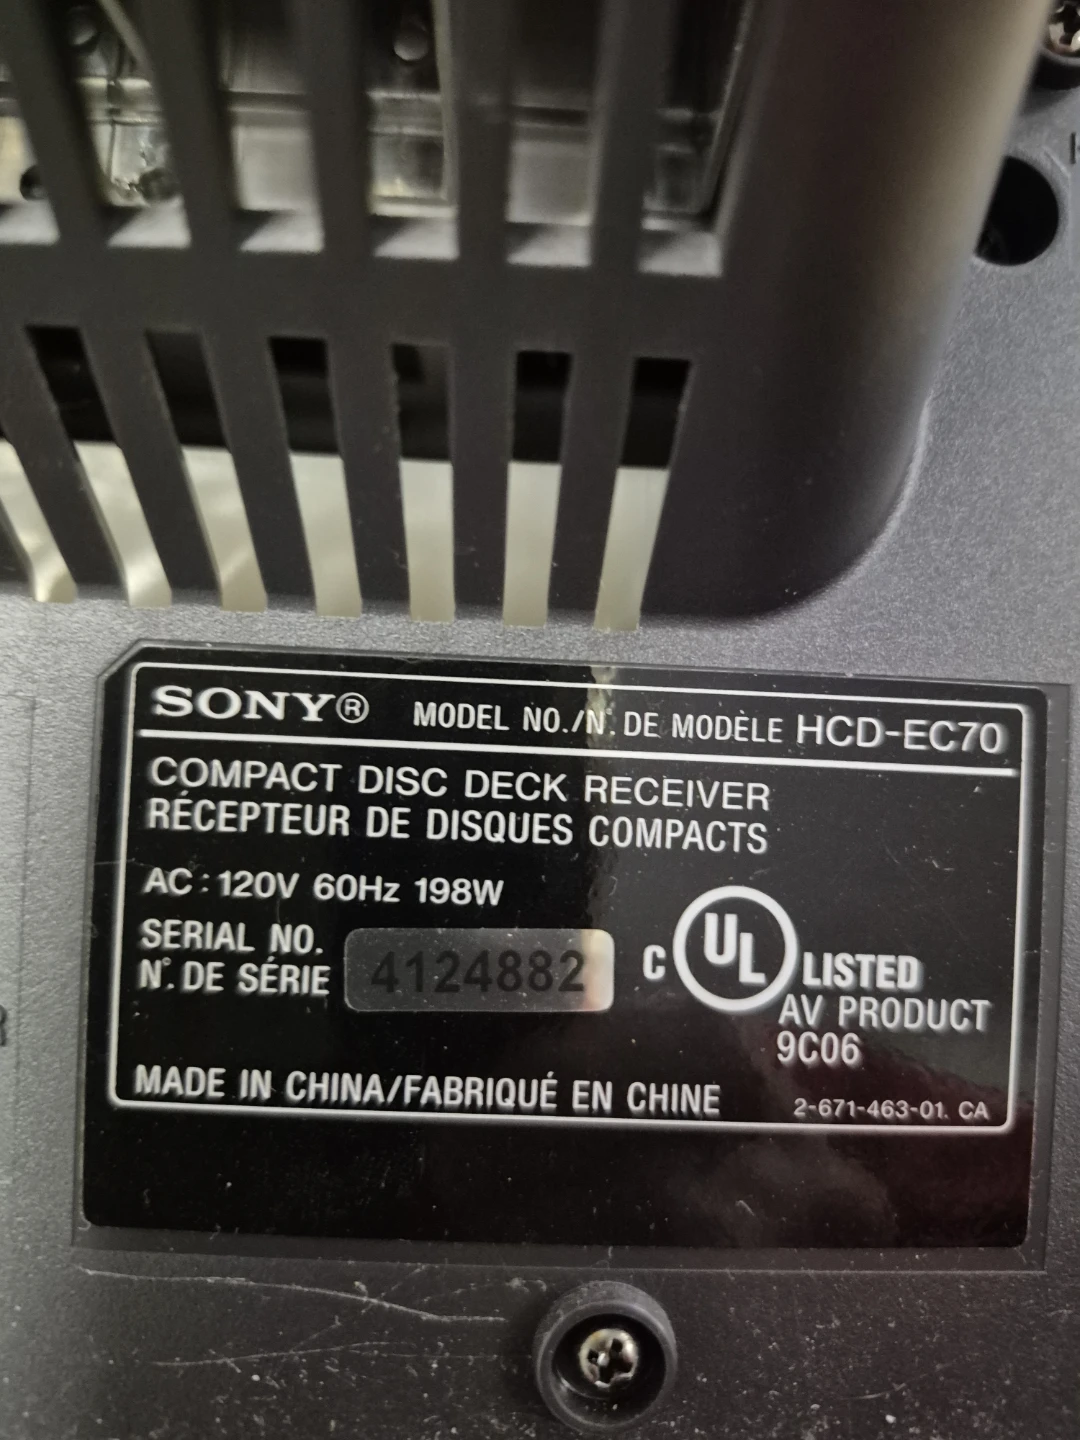 SONY® MODEL NO./N°. DE MODÈLE HCD-EC70
COMPACT DISC DECK RECEIVER
RÉCEPTEUR DE DISQUES COMPACTS
AC : 120V 60Hz 198W
SERIAL NO.
N°. DE SÉRIE 4124882
C UL LISTED
AV PRODUCT
9C06
MADE IN CHINA/FABRIQUÉ EN CHINE
2-671-463-01. CA